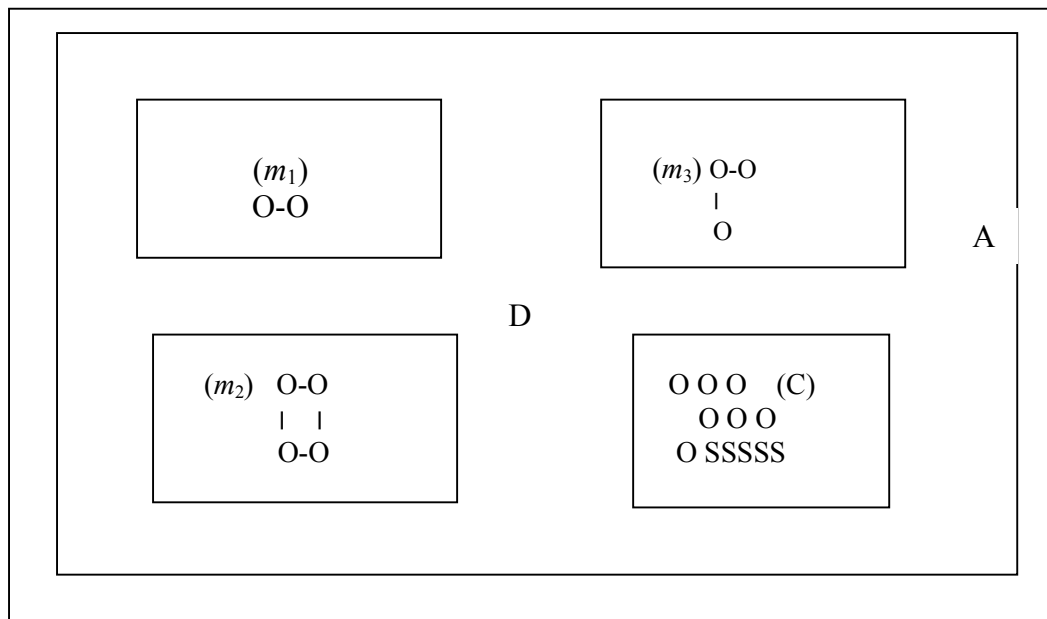 (m₁)
O-O
(m₃) O-O
|
O
A
D
(m₂) O-O
| |
O-O
O O O (C)
O O O
O SSSSS